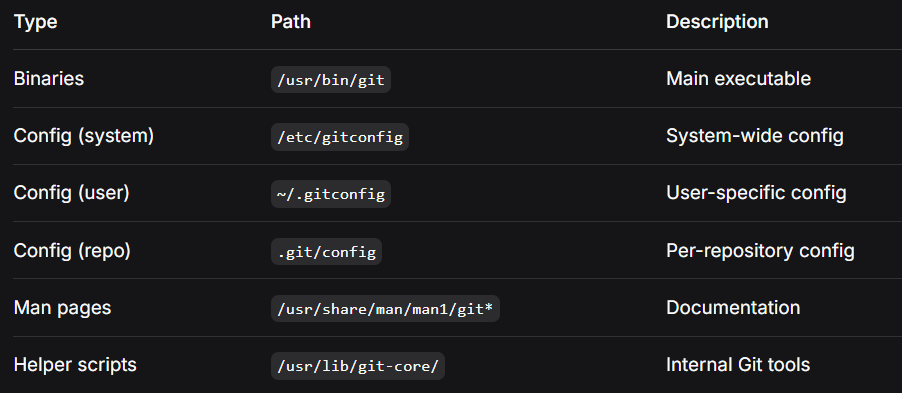 Type Path Description
Binaries /usr/bin/git Main executable
Config (system) /etc/gitconfig System-wide config
Config (user) ~/.gitconfig User-specific config
Config (repo) .git/config Per-repository config
Man pages /usr/share/man/man1/git* Documentation
Helper scripts /usr/lib/git-core/ Internal Git tools